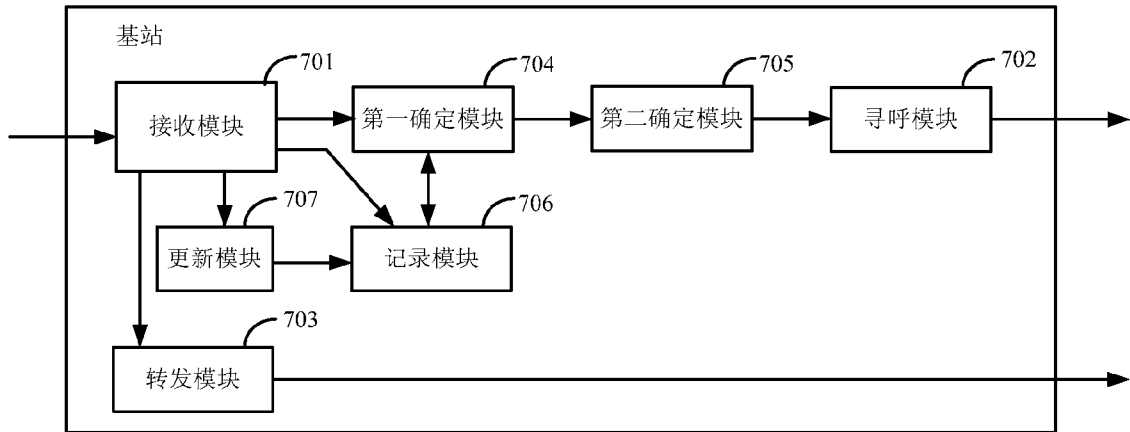 基站
701
704
705
702
接收模块
第一确定模块
第二确定模块
寻呼模块
707
706
更新模块
记录模块
703
转发模块